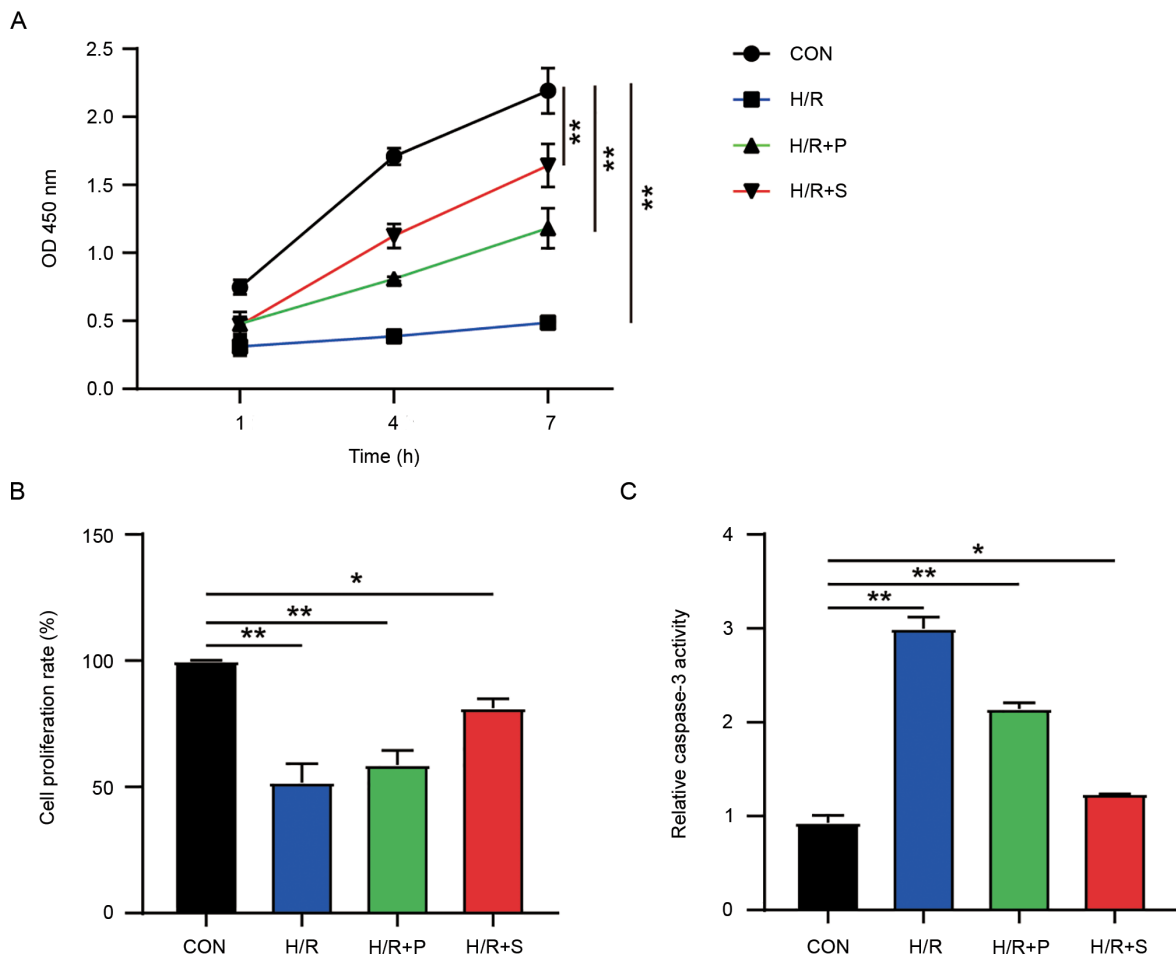 A
2.5
2.0
1.5
1.0
0.5
0.0
OD 450 nm
1 4 7
Time (h)
**
**
**
CON
H/R
H/R+P
H/R+S
B
150
100
50
0
Cell proliferation rate (%)
*
**
**
CON H/R H/R+P H/R+S
C
4
3
2
1
0
Relative caspase-3 activity
*
**
**
CON H/R H/R+P H/R+S